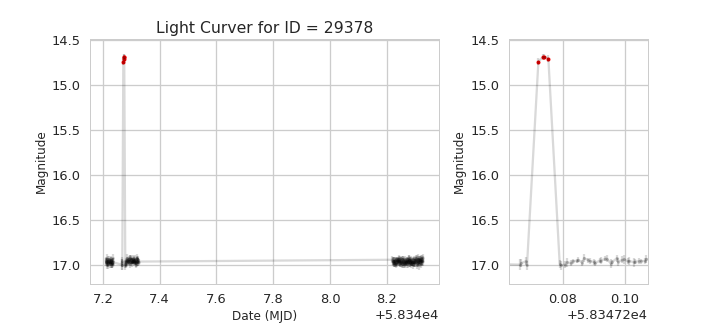 Light Curver for ID = 29378
14.5
15.0
15.5
16.0
16.5
17.0
Magnitude
7.2 7.4 7.6 7.8 8.0 8.2
Date (MJD)
+5.834e4
14.5
15.0
15.5
16.0
16.5
17.0
Magnitude
0.08 0.10
+5.83472e4